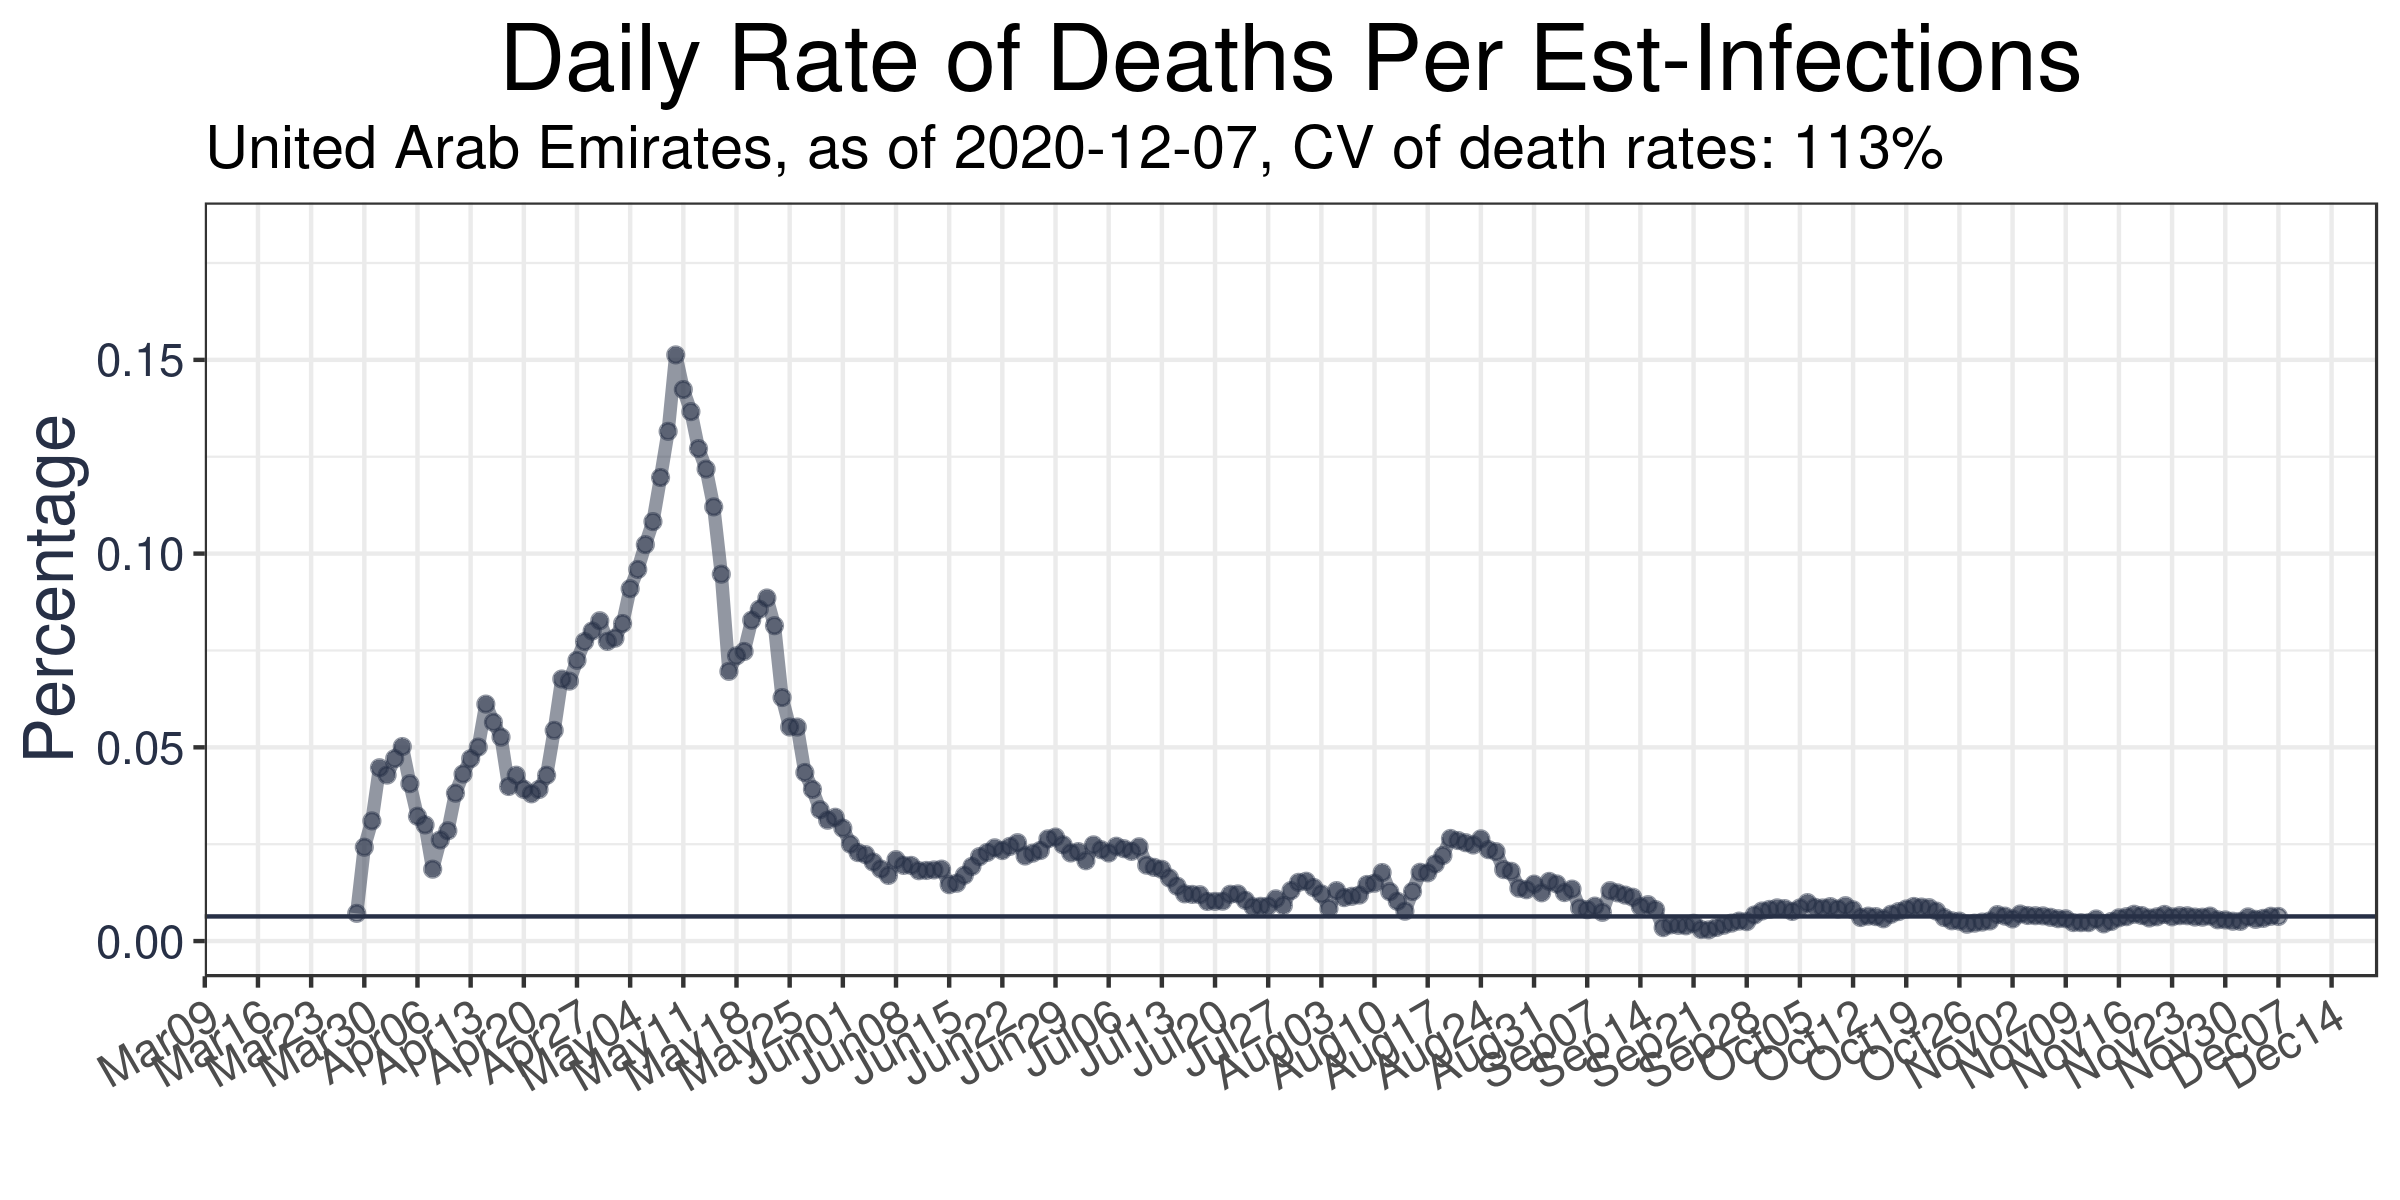 Daily Rate of Deaths Per Est-Infections
United Arab Emirates, as of 2020-12-07, CV of death rates: 113%
Percentage
0.15
0.10
0.05
0.00
Mar09
Mar16
Mar23
Mar30
Apr06
Apr13
Apr20
Apr27
May04
May11
May18
May25
Jun01
Jun08
Jun15
Jun22
Jun29
Jul06
Jul13
Jul20
Jul27
Aug03
Aug10
Aug17
Aug24
Aug31
Sep07
Sep14
Sep21
Sep28
Oct05
Oct12
Oct19
Oct26
Nov02
Nov09
Nov16
Nov23
Nov30
Dec07
Dec14